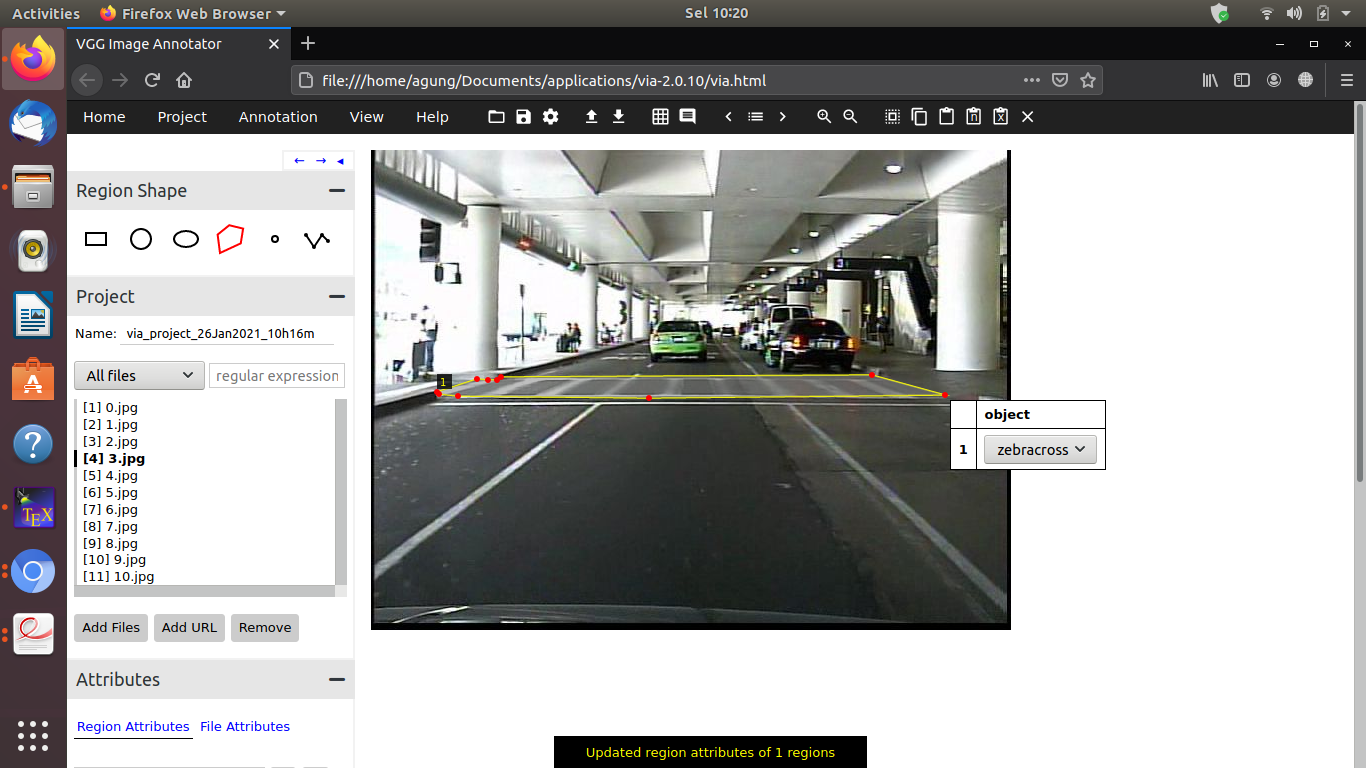 Activities Firefox Web Browser Sel 10:20
VGG Image Annotator
file:///home/agung/Documents/applications/via-2.0.10/via.html
Home Project Annotation View Help
Region Shape
Project
Name: via_project_26Jan2021_10h16m
All files regular expression
[1] 0.jpg
[2] 1.jpg
[3] 2.jpg
[4] 3.jpg
[5] 4.jpg
[6] 5.jpg
[7] 6.jpg
[8] 7.jpg
[9] 8.jpg
[10] 9.jpg
[11] 10.jpg
Add Files Add URL Remove
Attributes
Region Attributes File Attributes
1
object
1 zebracross
3
Updated region attributes of 1 regions
TEX